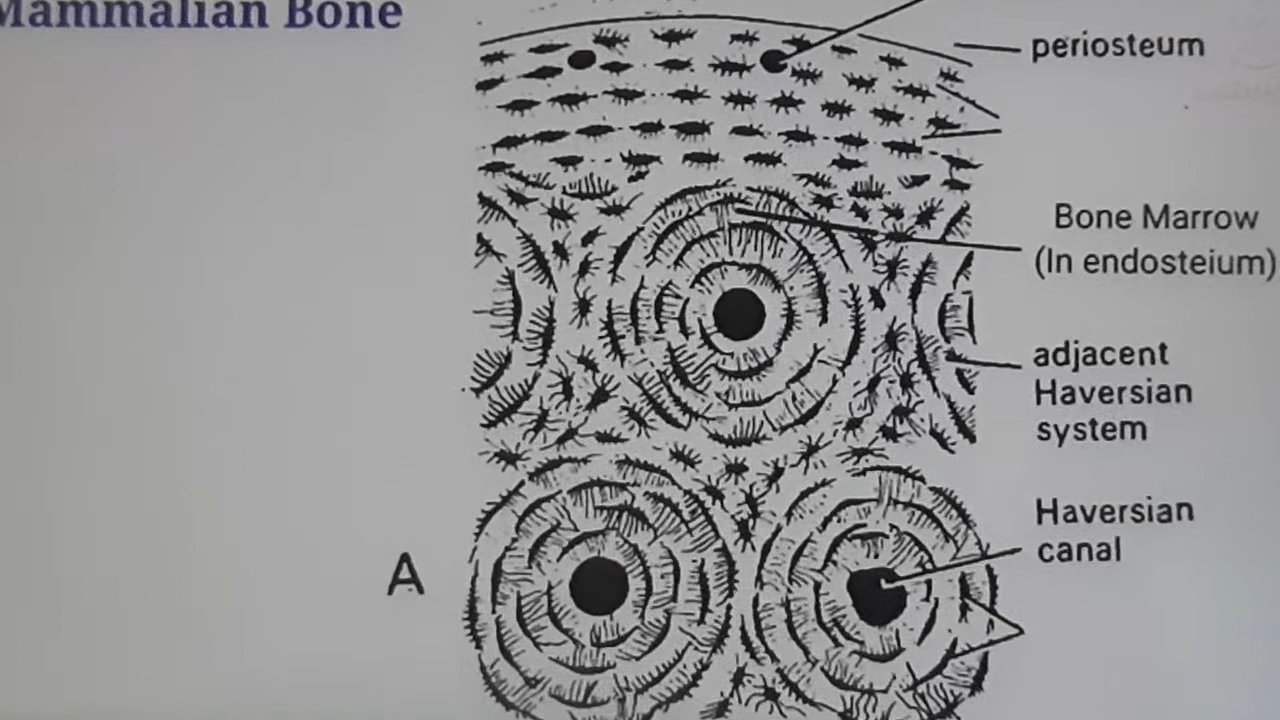 Mammalian Bone
periosteum
Bone Marrow
(In endosteium)
adjacent
Haversian
system
Haversian
canal
A